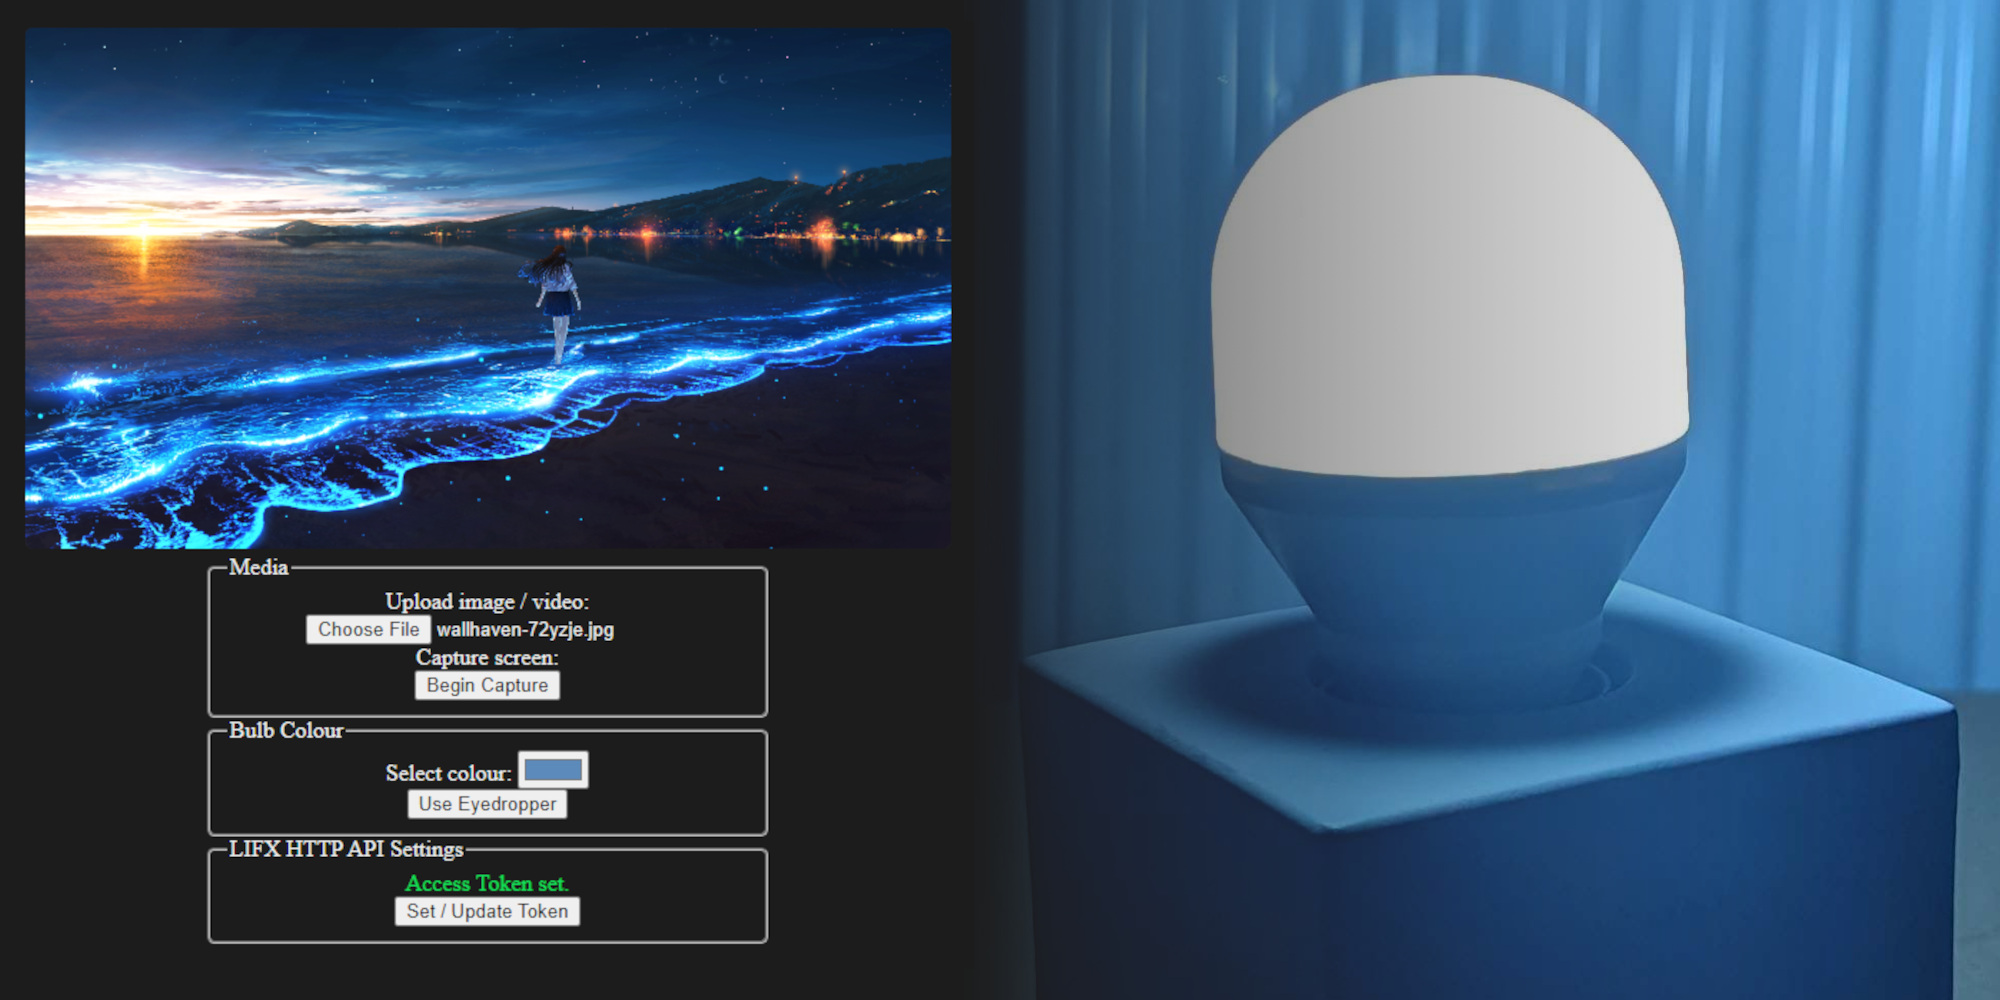 Media
Upload image / video:
Choose File wallhaven-72yzje.jpg
Capture screen:
Begin Capture
Bulb Colour
Select colour:
Use Eyedropper
LIFX HTTP API Settings
Access Token set.
Set / Update Token